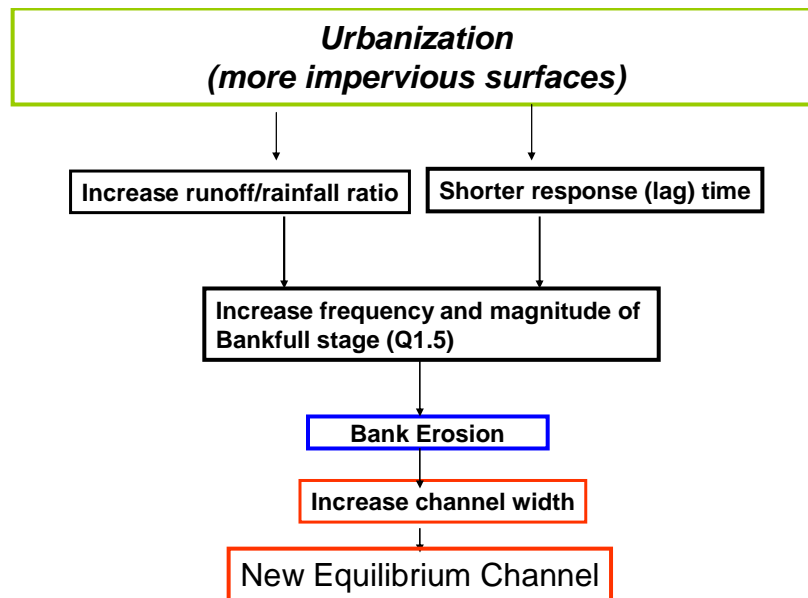 Urbanization
(more impervious surfaces)
Increase runoff/rainfall ratio
Shorter response (lag) time
Increase frequency and magnitude of
Bankfull stage (Q1.5)
Bank Erosion
Increase channel width
New Equilibrium Channel